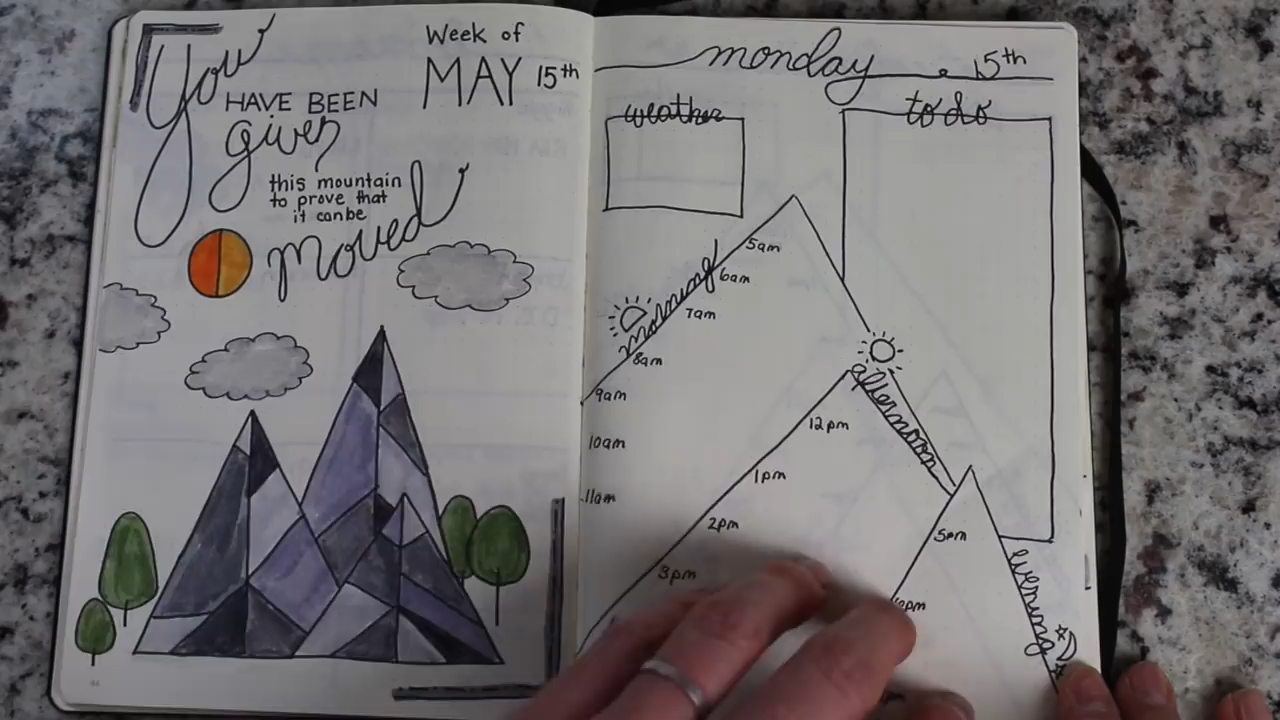 You
HAVE BEEN
given
this mountain
to prove that
it can be
moved
Week of
MAY 15th
monday 15th
weather
to do
morning
5am
6am
7am
8am
9am
10am
11am
afternoon
12pm
1pm
2pm
3pm
evening
5pm
6pm